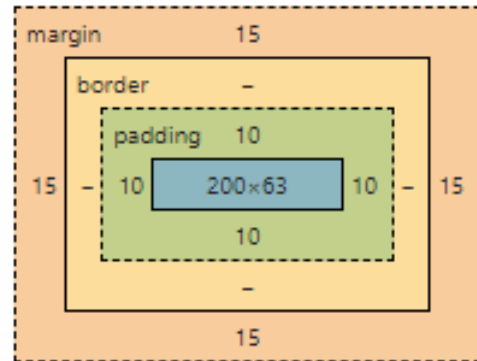 margin 15
border –
padding 10
15 – 10 200×63 10 – 15
10
–
15